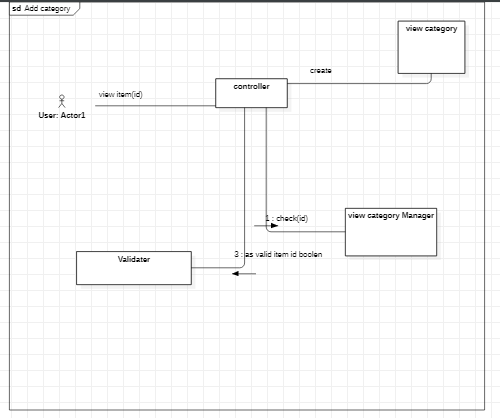 sd Add category
view category
create
controller
view item(id)
User: Actor1
1 : check(id)
view category Manager
3 : as valid item id boolen
Validater